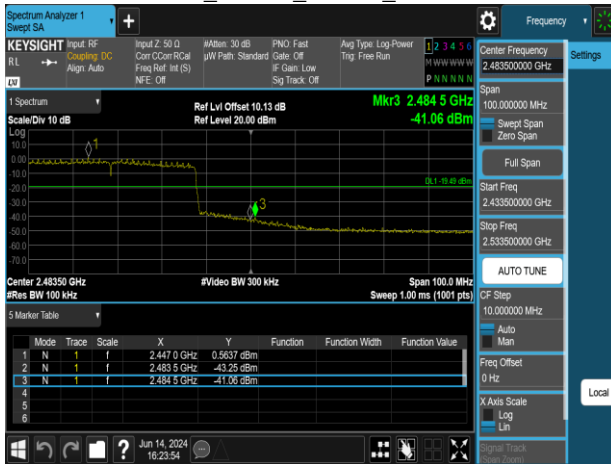 Spectrum Analyzer 1
Swept SA
+
Frequency
KEYSIGHT Input: RF Input Z: 50 Ω #Atten: 30 dB PNO: Fast Avg Type: Log-Power 1 2 3 4 5 6
RL Coupling: DC Corr CCorr RCal µW Path: Standard Gate: Off Trig: Free Run M W W W W W
Align: Auto Freq Ref: Int (S) IF Gain: Low
NFE: Off Sig Track: Off P N N N N N
LXI
1 Spectrum
Scale/Div 10 dB
Ref Lvl Offset 10.13 dB
Ref Level 20.00 dBm
Mkr3 2.484 5 GHz
-41.06 dBm
Log
10.0
0.00
-10.0
-20.0
-30.0
-40.0
-50.0
-60.0
-70.0
1
3
DL1 -19.49 dBm
Center 2.48350 GHz #Video BW 300 kHz Span 100.0 MHz
#Res BW 100 kHz Sweep 1.00 ms (1001 pts)
5 Marker Table
Mode Trace Scale X Y Function Function Width Function Value
1 N 1 f 2.447 0 GHz 0.5637 dBm
2 N 1 f 2.483 5 GHz -43.25 dBm
3 N 1 f 2.484 5 GHz -41.06 dBm
4
5
6
?
Jun 14, 2024
16:23:54
Center Frequency
2.483500000 GHz
Settings
Span
100.000000 MHz
Swept Span
Zero Span
Full Span
Start Freq
2.433500000 GHz
Stop Freq
2.533500000 GHz
AUTO TUNE
CF Step
10.000000 MHz
Auto
Man
Freq Offset
0 Hz
X Axis Scale
Log
Lin
Local
Signal Track
(Span Zoom)